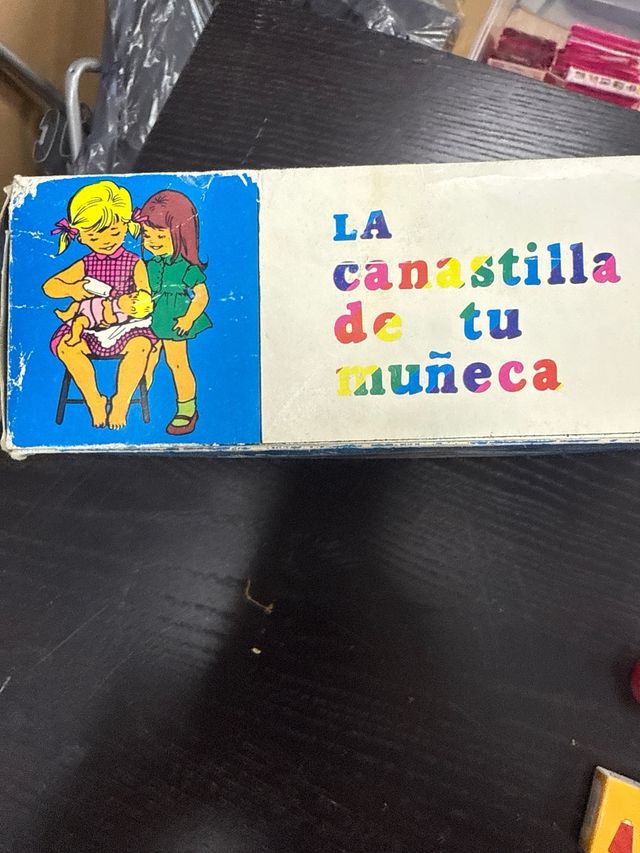 LA
canastilla
de tu
muñeca